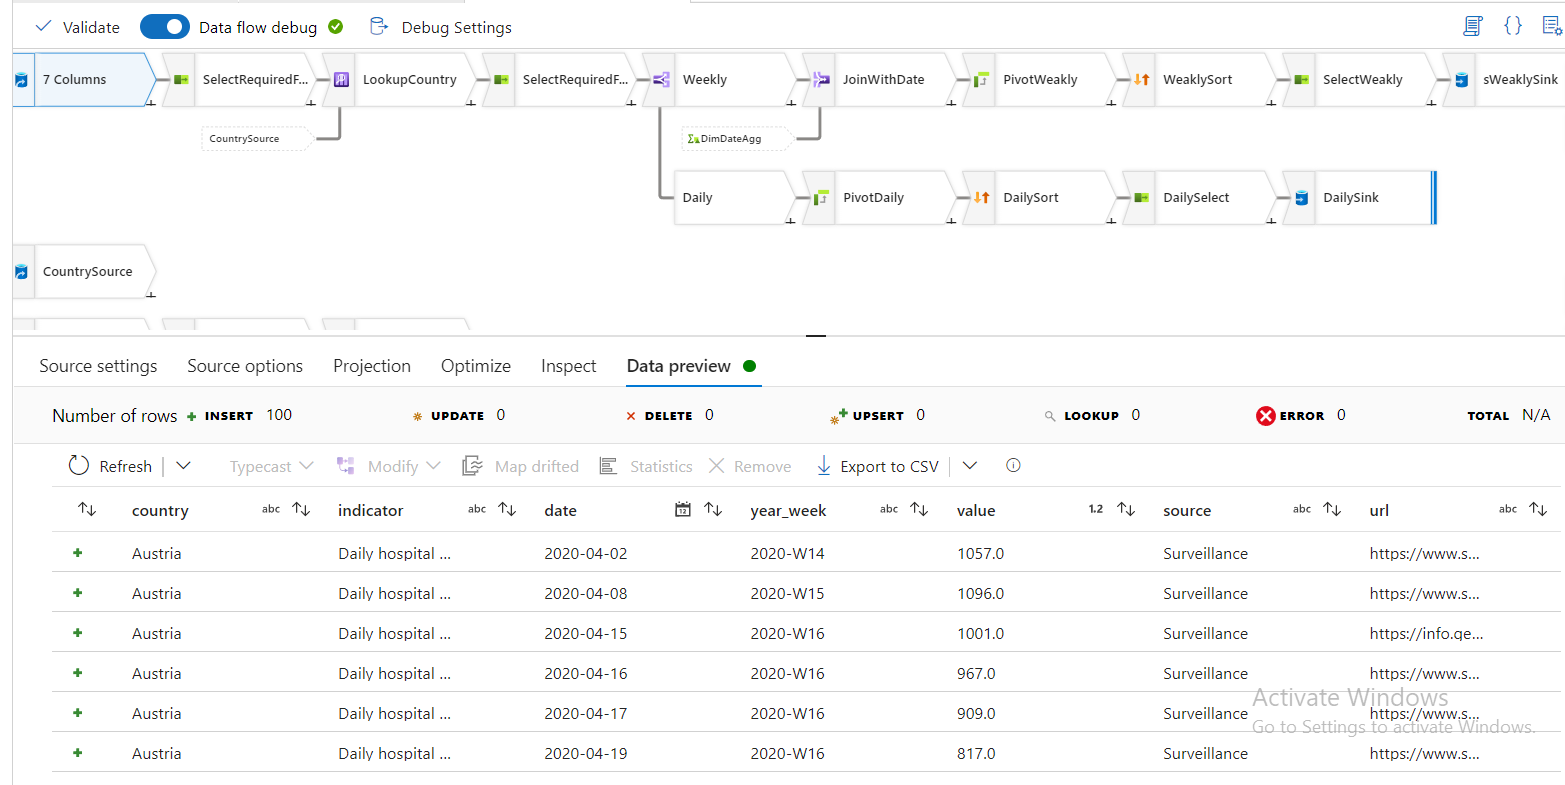 Validate Data flow debug Debug Settings {}
7 Columns SelectRequiredF... LookupCountry SelectRequiredF... Weekly JoinWithDate PivotWeakly WeaklySort SelectWeakly sWeaklySink
CountrySource Σ DimDateAgg
Daily PivotDaily DailySort DailySelect DailySink
CountrySource
Source settings Source options Projection Optimize Inspect Data preview
Number of rows INSERT 100 UPDATE 0 DELETE 0 UPSERT 0 LOOKUP 0 ERROR 0 TOTAL N/A
Refresh Typecast Modify Map drifted Statistics Remove Export to CSV
country abc indicator abc date 12 year_week abc value 1.2 source abc url abc
Austria Daily hospital ... 2020-04-02 2020-W14 1057.0 Surveillance https://www.s...
Austria Daily hospital ... 2020-04-08 2020-W15 1096.0 Surveillance https://www.s...
Austria Daily hospital ... 2020-04-15 2020-W16 1001.0 Surveillance https://info.ge...
Austria Daily hospital ... 2020-04-16 2020-W16 967.0 Surveillance https://www.s...
Activate Windows
Austria Daily hospital ... 2020-04-17 2020-W16 909.0 Surveillance https://www.s...
Go to Settings to activate Windows.
Austria Daily hospital ... 2020-04-19 2020-W16 817.0 Surveillance https://www.s...